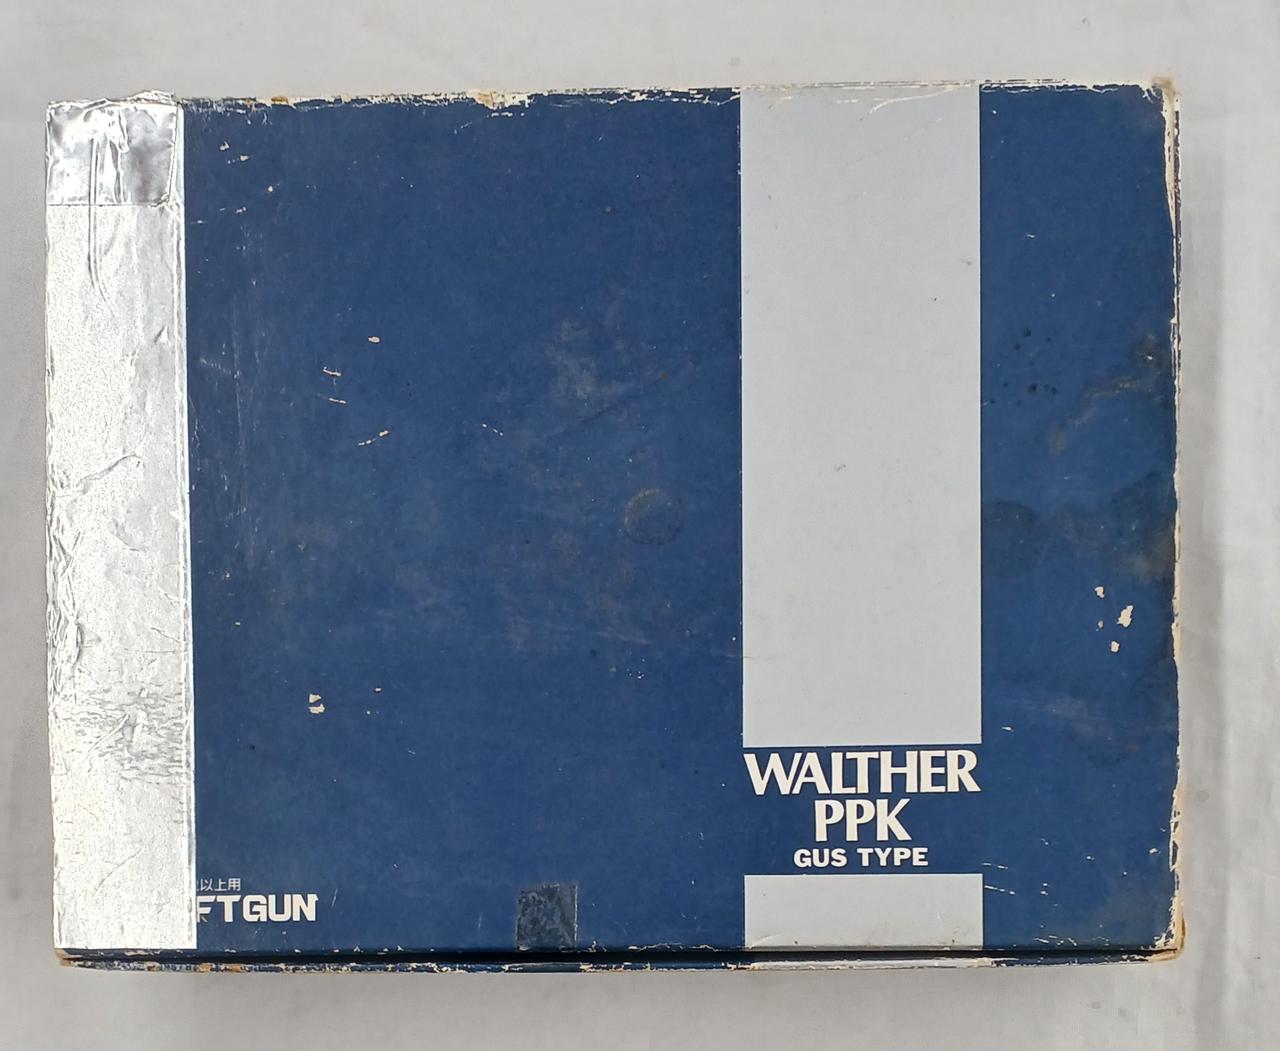 WALTHER
PPK
GUS TYPE
以上用
FTGUN